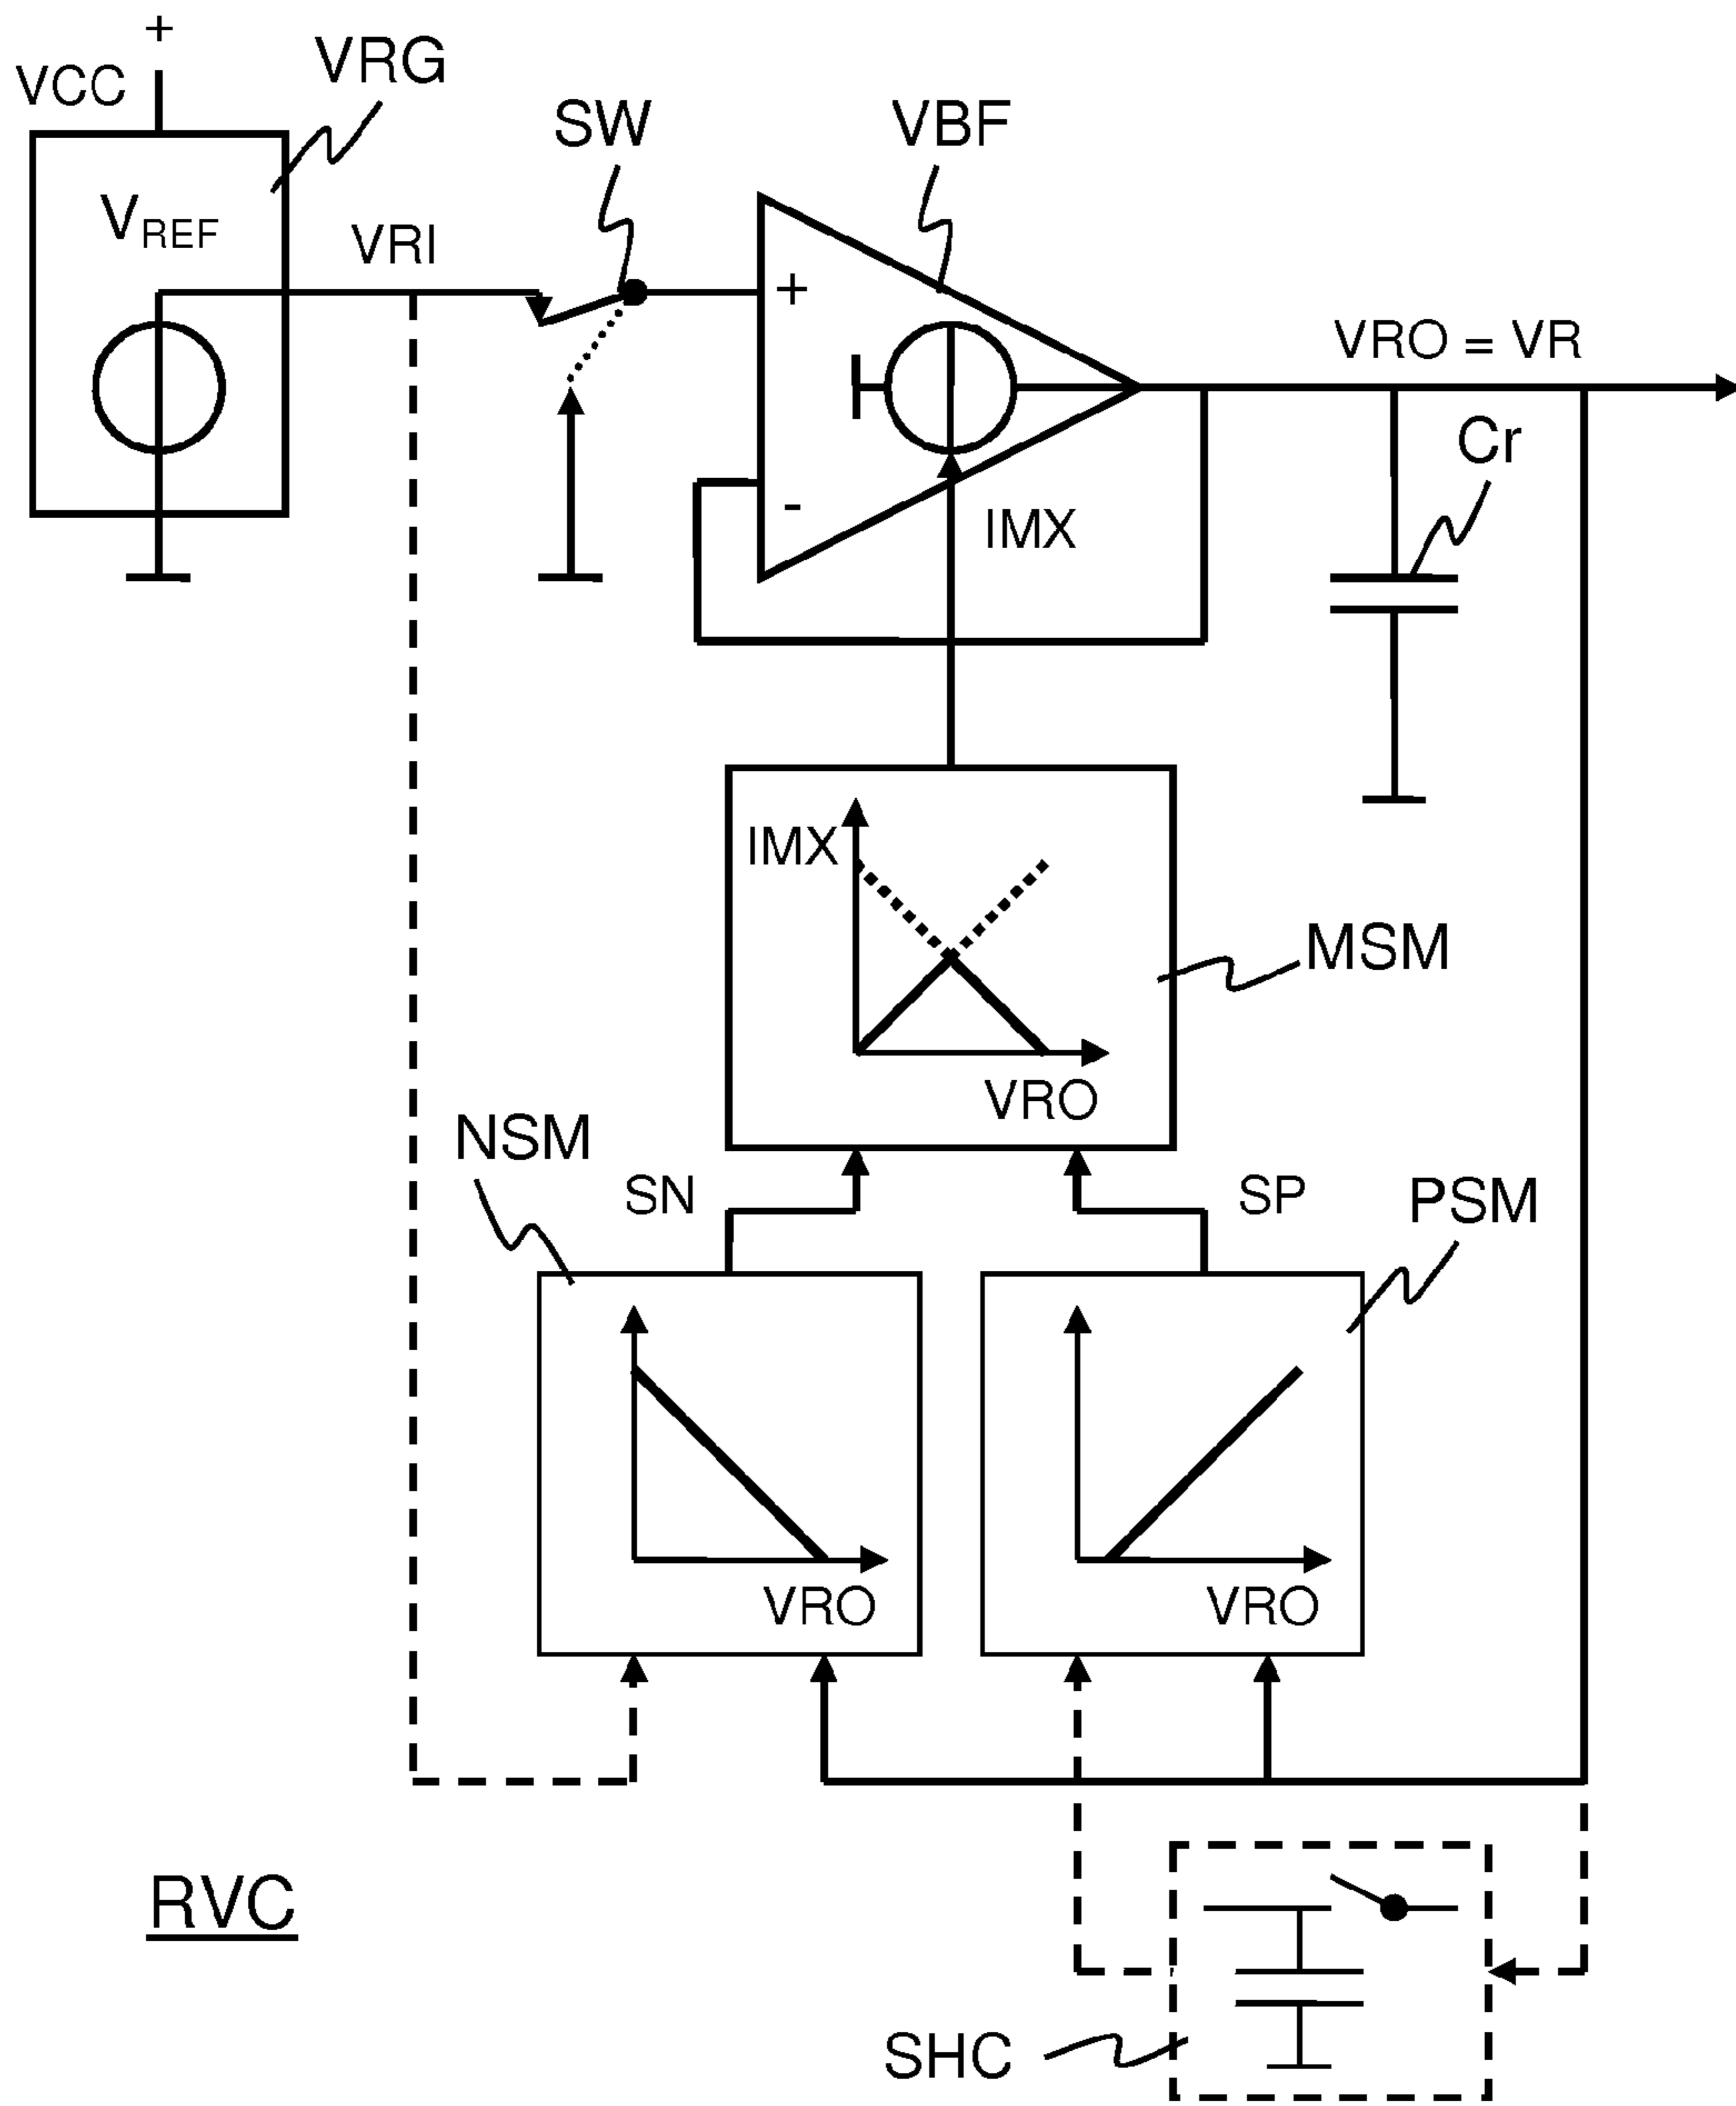 +
VCC
VRG
SW
VBF
VREF
VRI
+
VRO = VR
Cr
-
IMX
IMX
MSM
VRO
NSM
SN
SP
PSM
VRO
VRO
RVC
SHC